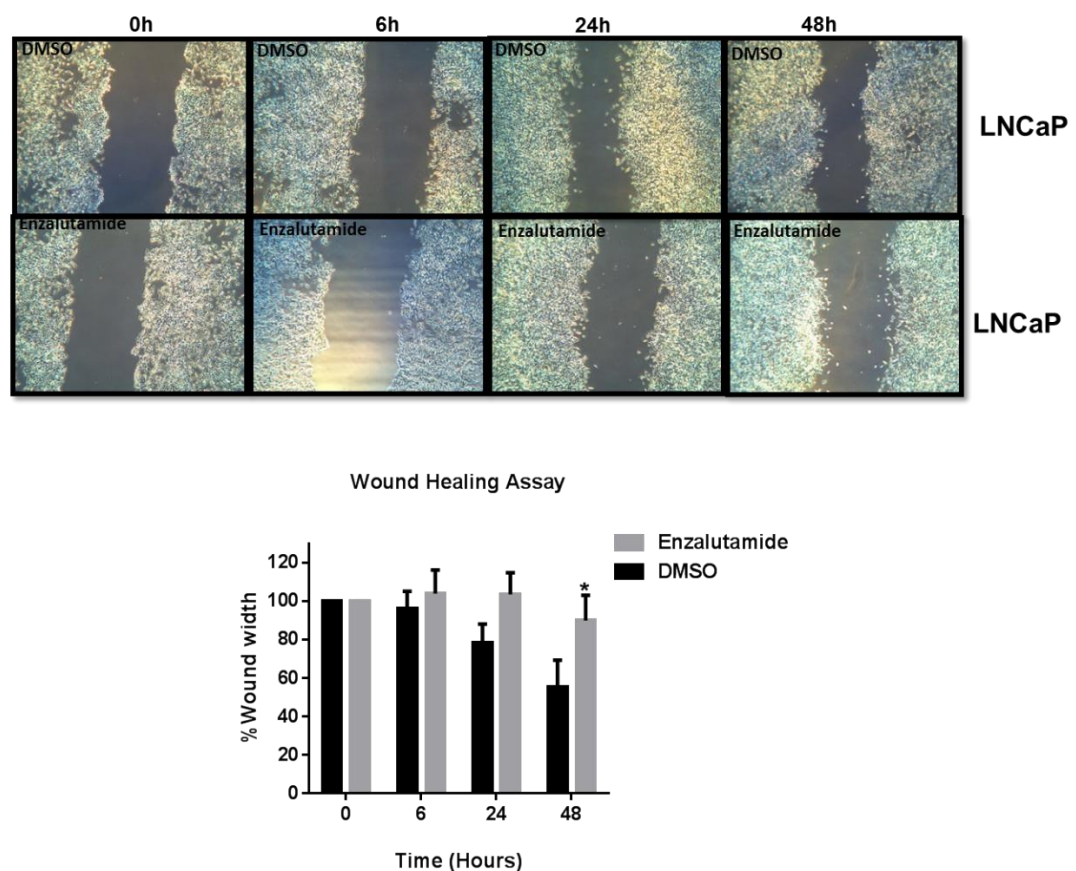 0h 6h 24h 48h
DMSO DMSO DMSO DMSO
LNCaP
Enzalutamide Enzalutamide Enzalutamide Enzalutamide
LNCaP
Wound Healing Assay
Enzalutamide
DMSO
% Wound width
120
100
80
60
40
20
0
*
0 6 24 48
Time (Hours)